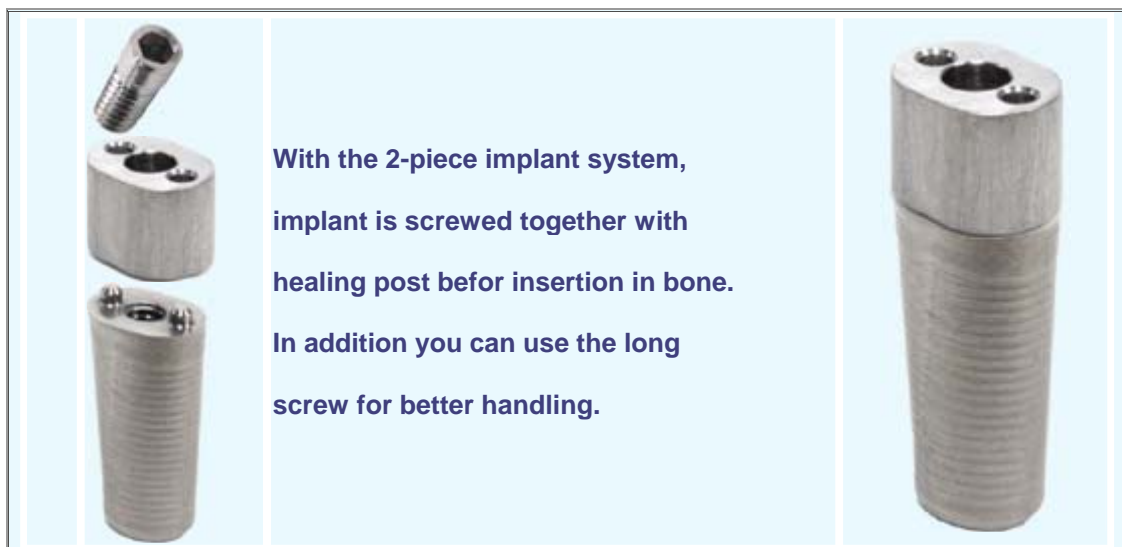 With the 2-piece implant system,
implant is screwed together with
healing post befor insertion in bone.
In addition you can use the long
screw for better handling.